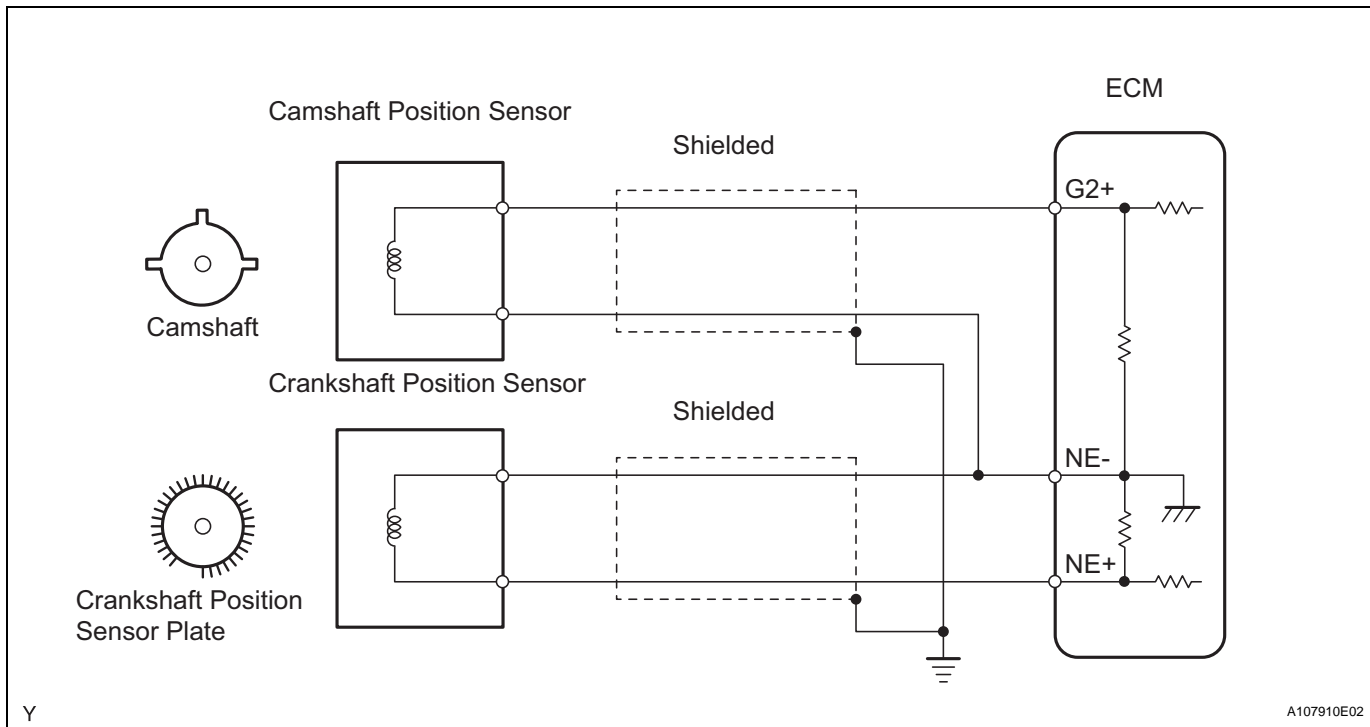 ECM
Camshaft Position Sensor
Shielded
G2+
Camshaft
Crankshaft Position Sensor
Shielded
NE-
NE+
Crankshaft Position
Sensor Plate
Y
A107910E02